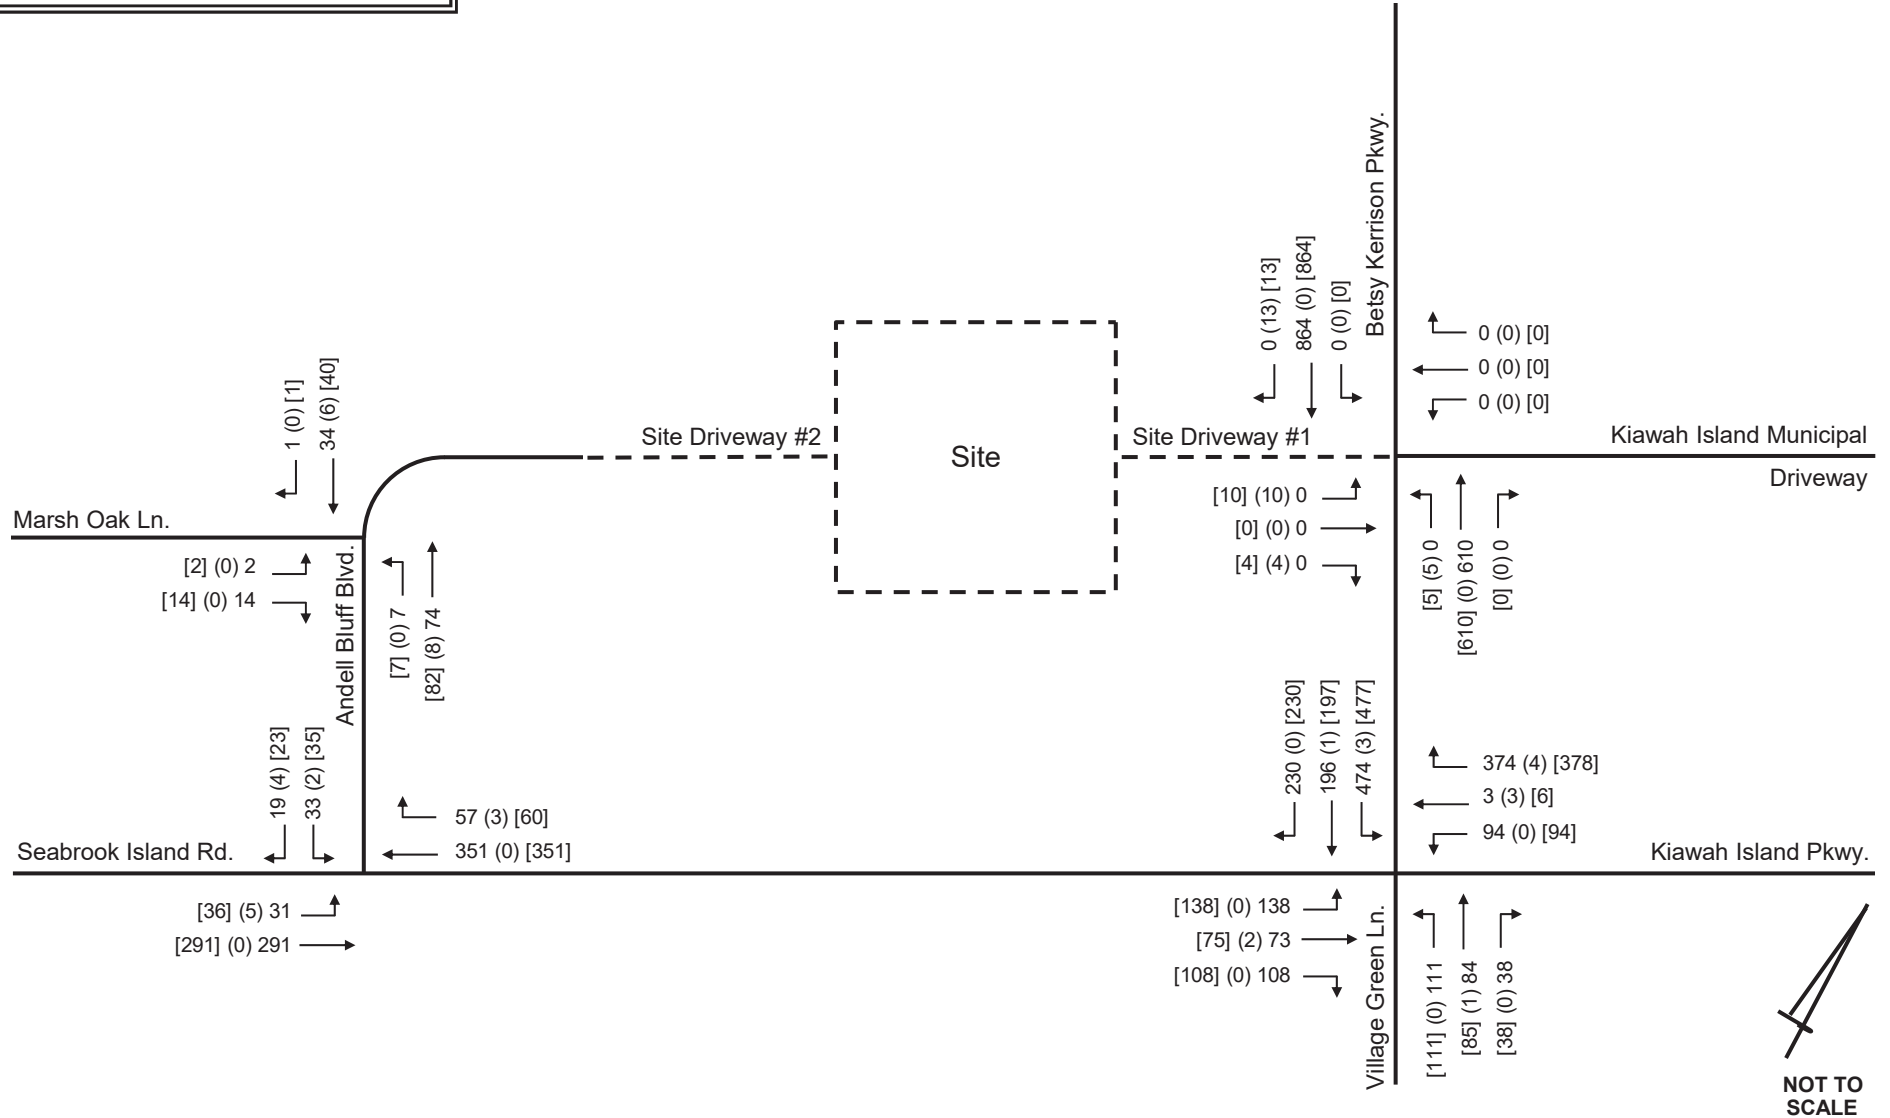 Betsy Kerrison Pkwy.
0 (13) [13]
864 (0) [864]
0 (0) [0]
0 (0) [0]
0 (0) [0]
0 (0) [0]
1 (0) [1]
34 (6) [40]
Site Driveway #2
Site
Site Driveway #1
Kiawah Island Municipal
Driveway
Marsh Oak Ln.
[2] (0) 2
[14] (0) 14
Andell Bluff Blvd.
[7] (0) 7
[82] (8) 74
[10] (10) 0
[0] (0) 0
[4] (4) 0
[5] (5) 0
[610] (0) 610
[0] (0) 0
19 (4) [23]
33 (2) [35]
57 (3) [60]
351 (0) [351]
230 (0) [230]
196 (1) [197]
474 (3) [477]
374 (4) [378]
3 (3) [6]
94 (0) [94]
Seabrook Island Rd.
Kiawah Island Pkwy.
[36] (5) 31
[291] (0) 291
[138] (0) 138
[75] (2) 73
[108] (0) 108
Village Green Ln.
[111] (0) 111
[85] (1) 84
[38] (0) 38
NOT TO
SCALE